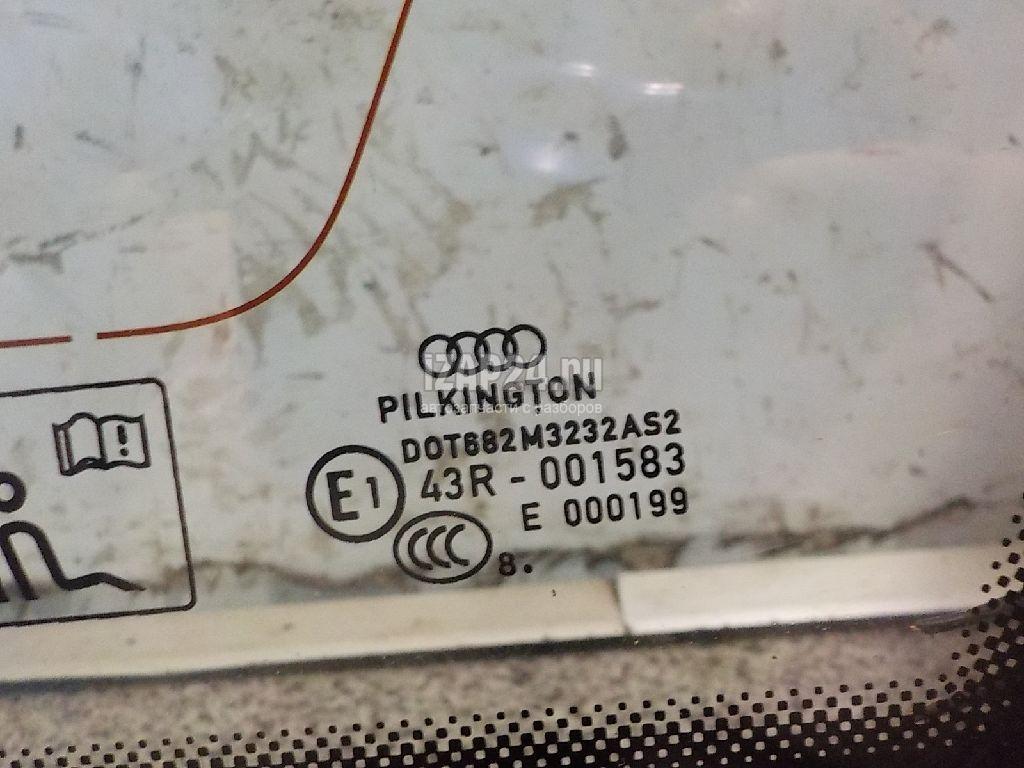 iZAP24.ru
PILKINGTON
автозапчасти с разборов
DOT682M3232AS2
E1
43R - 001583
E 000199
CCC
8.
!